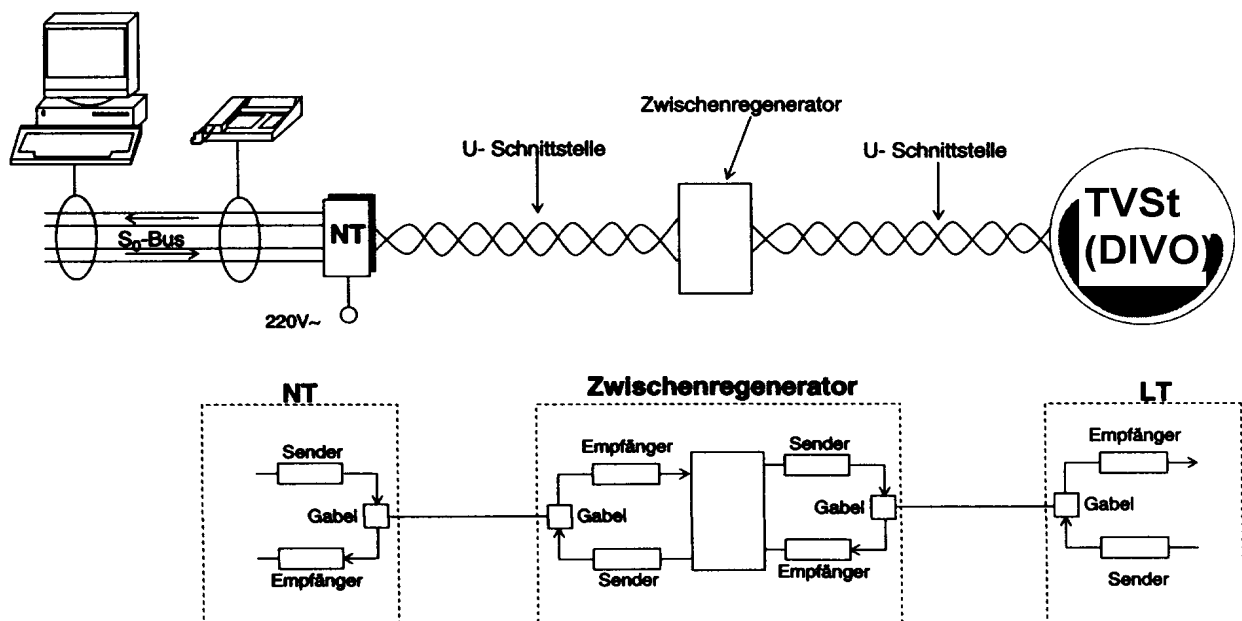 Zwischenregenerator
U- Schnittstelle
U- Schnittstelle
TVSt
(DIVO)
S₀-Bus
NT
220V~
NT
Zwischenregenerator
LT
Sender
Empfänger
Sender
Empfänger
Gabel
Gabel
Gabel
Gabel
Empfänger
Sender
Empfänger
Sender